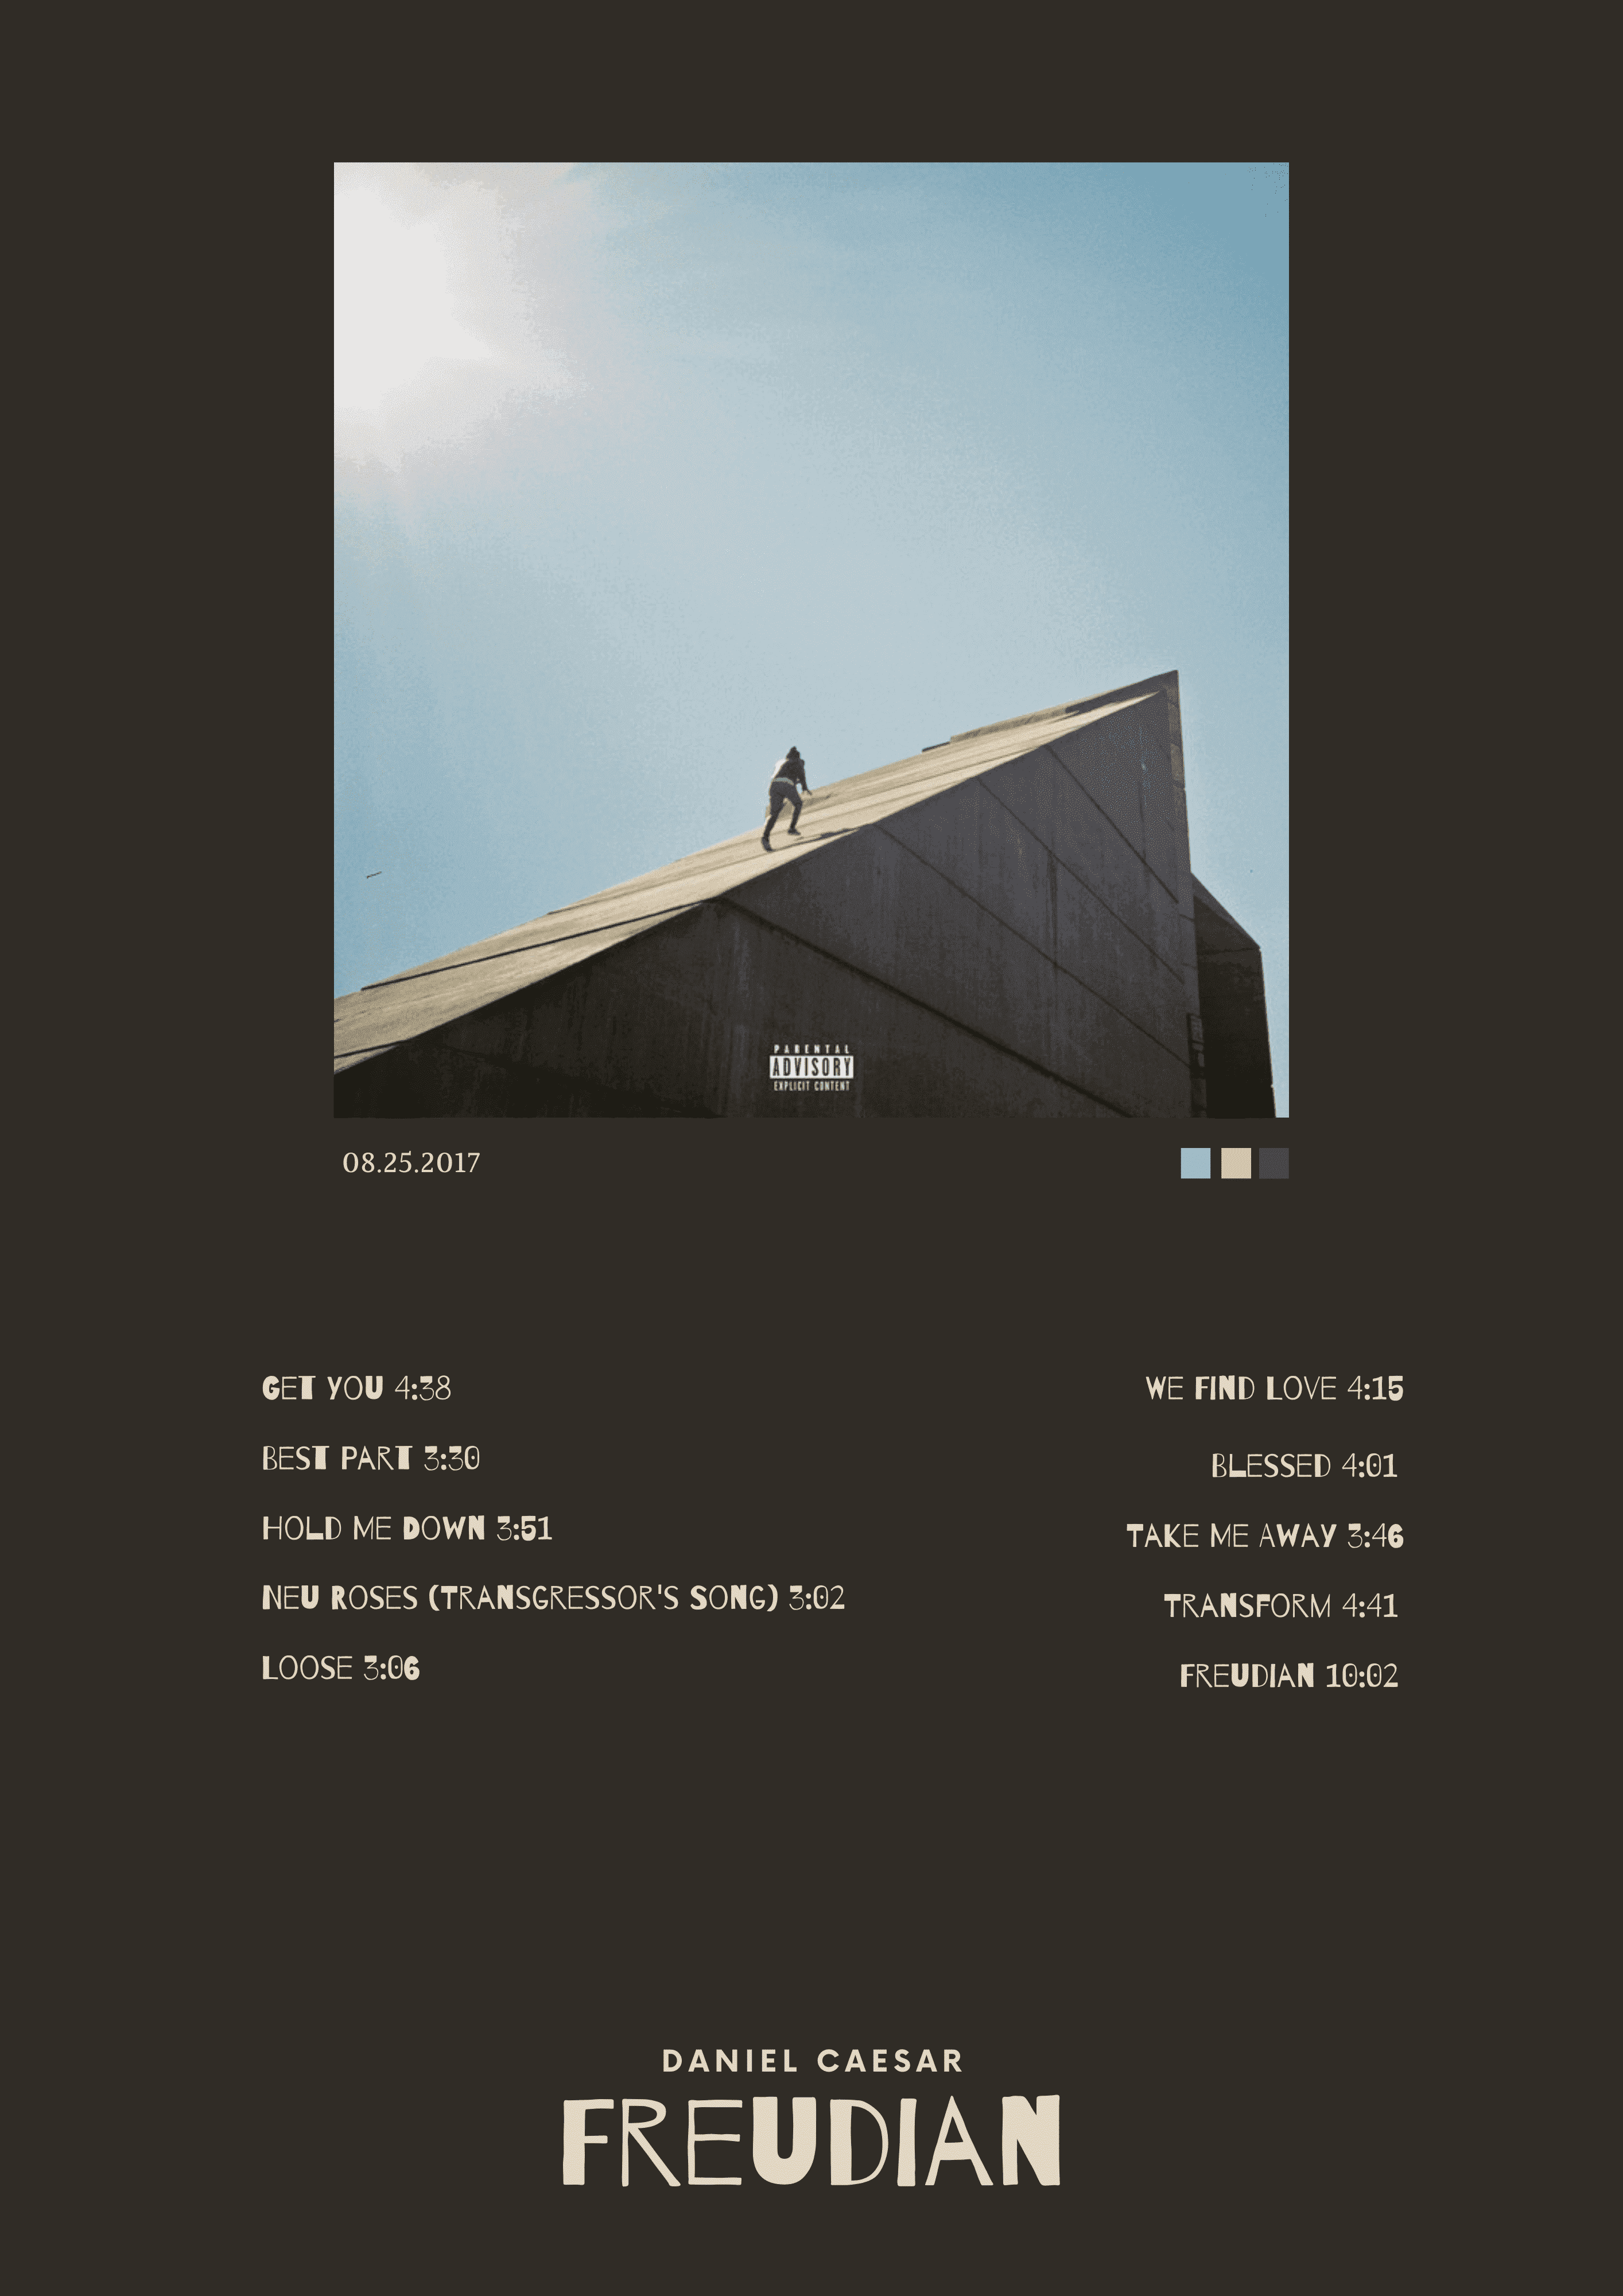 PARENTAL
ADVISORY
EXPLICIT CONTENT
08.25.2017
GET YOU 4:38
BEST PART 3:30
HOLD ME DOWN 3:51
NEU ROSES (TRANSGRESSOR'S SONG) 3:02
LOOSE 3:06
WE FIND LOVE 4:15
BLESSED 4:01
TAKE ME AWAY 3:46
TRANSFORM 4:41
FREUDIAN 10:02
DANIEL CAESAR
FREUDIAN